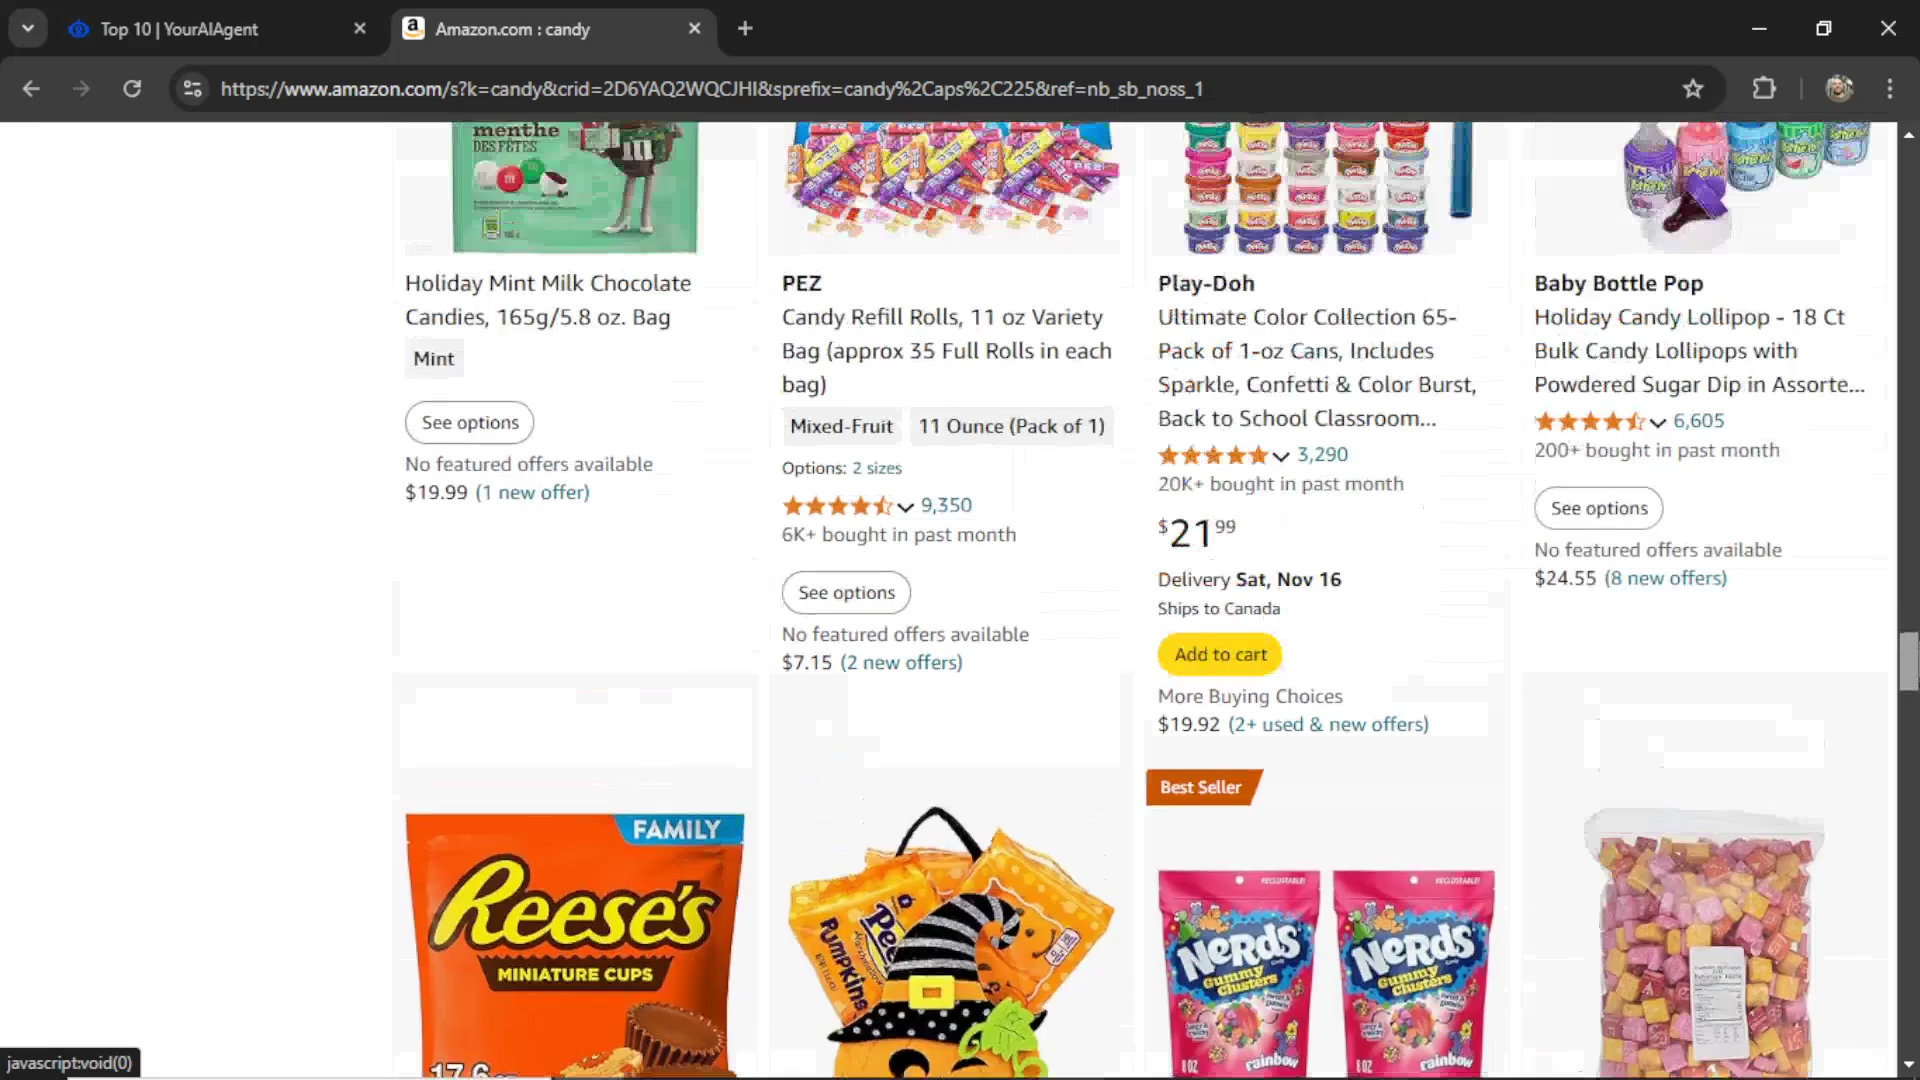 Top 10 | YourAIAgent
Amazon.com : candy
https://www.amazon.com/s?k=candy&crid=2D6YAQ2WQCJHI&sprefix=candy%2Caps%2C225&ref=nb_sb_noss_1
menthe
DES FÊTES
Holiday Mint Milk Chocolate
Candies, 165g/5.8 oz. Bag
Mint
See options
No featured offers available
$19.99 (1 new offer)
PEZ
Candy Refill Rolls, 11 oz Variety
Bag (approx 35 Full Rolls in each
bag)
Mixed-Fruit
11 Ounce (Pack of 1)
Options: 2 sizes
9,350
6K+ bought in past month
See options
No featured offers available
$7.15 (2 new offers)
Play-Doh
Ultimate Color Collection 65-
Pack of 1-oz Cans, Includes
Sparkle, Confetti & Color Burst,
Back to School Classroom...
3,290
20K+ bought in past month
$21 99
Delivery Sat, Nov 16
Ships to Canada
Add to cart
More Buying Choices
$19.92 (2+ used & new offers)
Baby Bottle Pop
Holiday Candy Lollipop - 18 Ct
Bulk Candy Lollipops with
Powdered Sugar Dip in Assorte...
6,605
200+ bought in past month
See options
No featured offers available
$24.55 (8 new offers)
FAMILY
Reese's
MINIATURE CUPS
17.6
PUMPKINS
Best Seller
NERDS
Gummy
Clusters
rainbow
8 OZ
NERDS
Gummy
Clusters
rainbow
8 OZ
javascript:void(0)